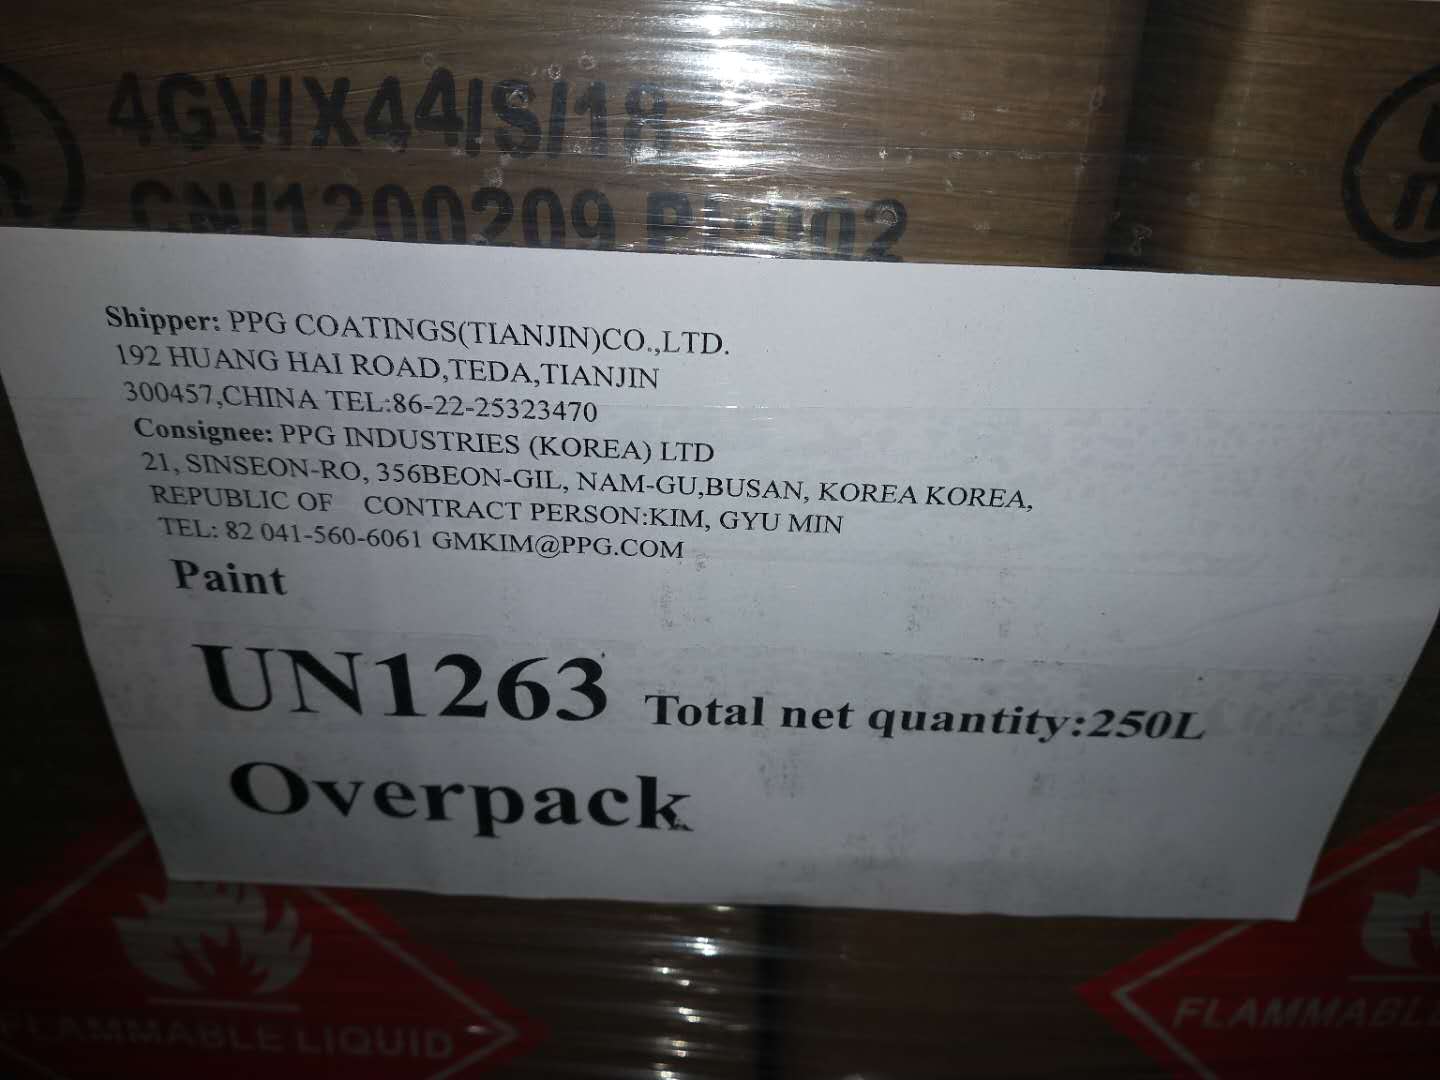 4GV/X44/S/18
CN/1200209
Shipper: PPG COATINGS(TIANJIN)CO.,LTD.
192 HUANG HAI ROAD,TEDA,TIANJIN
300457,CHINA TEL:86-22-25323470
Consignee: PPG INDUSTRIES (KOREA) LTD
21, SINSEON-RO, 356BEON-GIL, NAM-GU,BUSAN, KOREA KOREA,
REPUBLIC OF CONTRACT PERSON:KIM, GYU MIN
TEL: 82 041-560-6061 GMKIM@PPG.COM
Paint
UN1263 Total net quantity:250L
Overpack
FLAMMABLE LIQUID
FLAMMABL